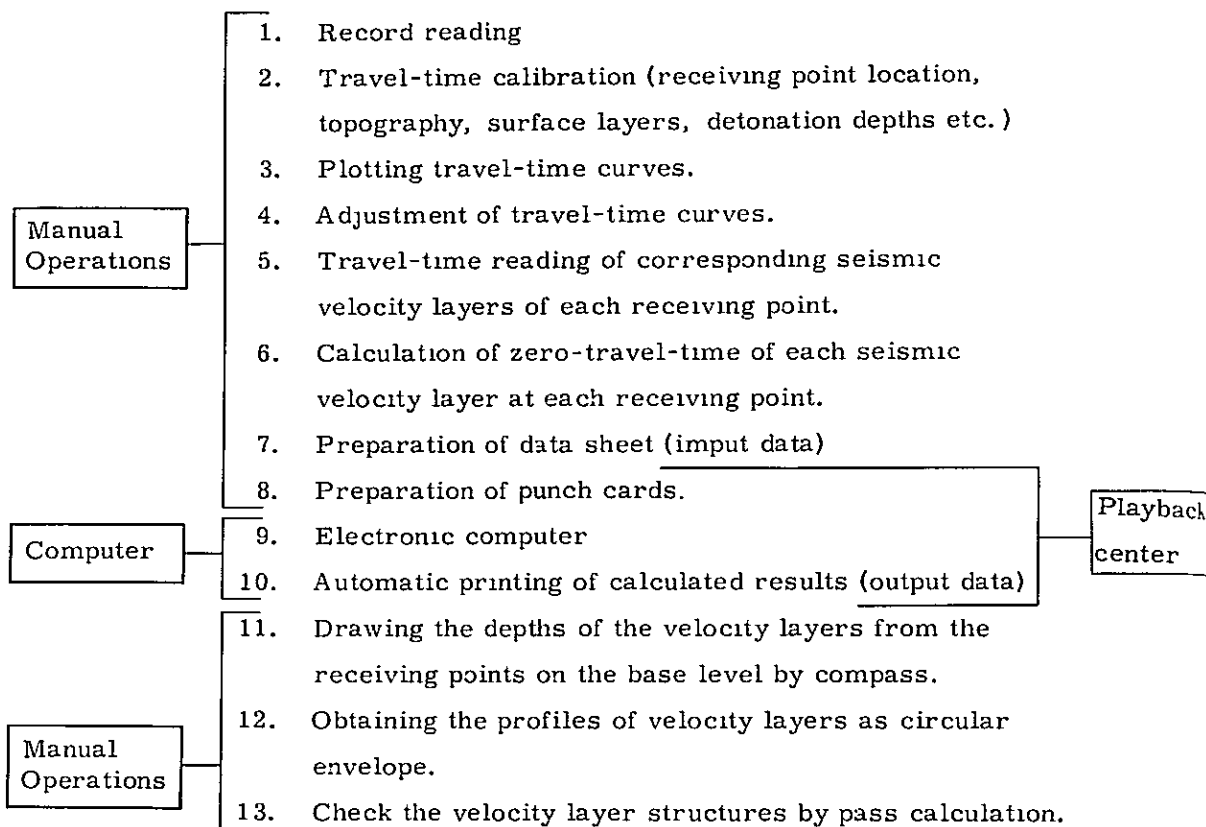 1. Record reading
2. Travel-time calibration (receiving point location,
topography, surface layers, detonation depths etc.)
3. Plotting travel-time curves.
4. Adjustment of travel-time curves.
Manual
Operations
5. Travel-time reading of corresponding seismic
velocity layers of each receiving point.
6. Calculation of zero-travel-time of each seismic
velocity layer at each receiving point.
7. Preparation of data sheet (imput data)
8. Preparation of punch cards.
Computer
9. Electronic computer
10. Automatic printing of calculated results (output data)
Playback
center
11. Drawing the depths of the velocity layers from the
receiving points on the base level by compass.
12. Obtaining the profiles of velocity layers as circular
envelope.
Manual
Operations
13. Check the velocity layer structures by pass calculation.